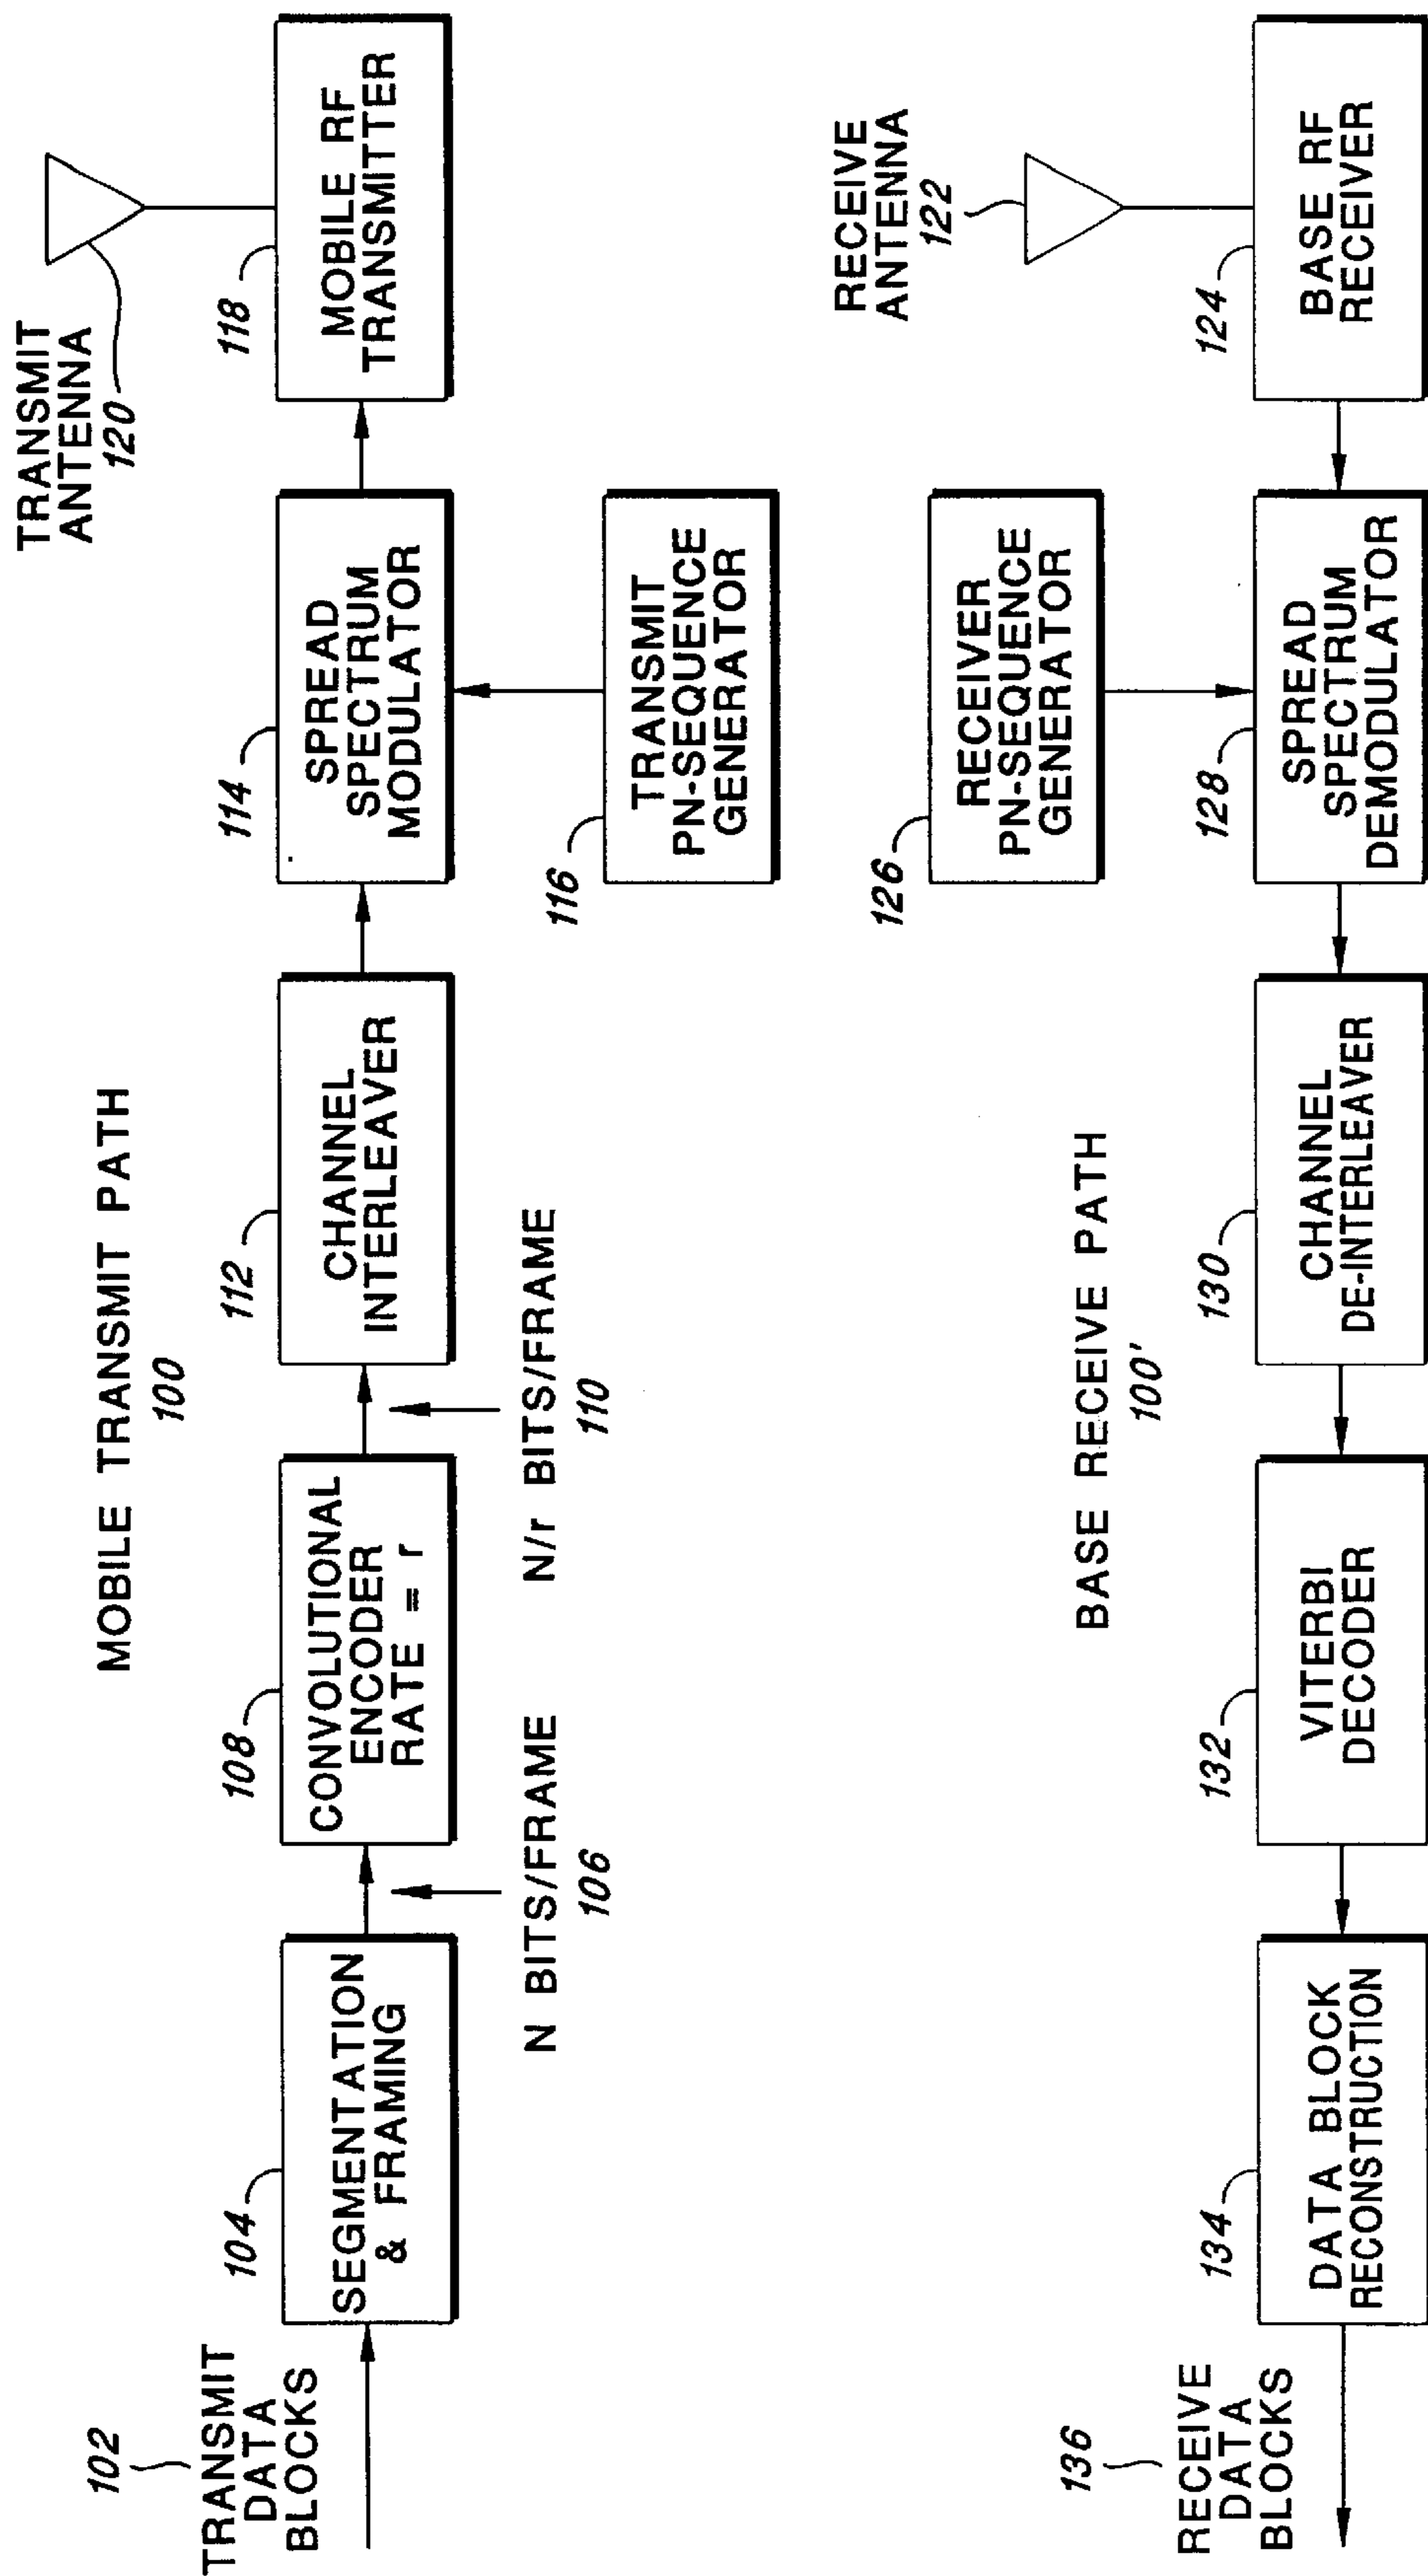 MOBILE TRANSMIT PATH
100
102
TRANSMIT
DATA
BLOCKS
104
SEGMENTATION
& FRAMING
N BITS/FRAME
106
108
CONVOLUTIONAL
ENCODER
RATE = r
N/r BITS/FRAME
110
112
CHANNEL
INTERLEAVER
114
SPREAD
SPECTRUM
MODULATOR
116
TRANSMIT
PN-SEQUENCE
GENERATOR
118
MOBILE RF
TRANSMITTER
TRANSMIT
ANTENNA
120
BASE RECEIVE PATH
100'
136
RECEIVE
DATA
BLOCKS
134
DATA BLOCK
RECONSTRUCTION
132
VITERBI
DECODER
130
CHANNEL
DE-INTERLEAVER
126
RECEIVER
PN-SEQUENCE
GENERATOR
128
SPREAD
SPECTRUM
DEMODULATOR
RECEIVE
ANTENNA
122
124
BASE RF
RECEIVER